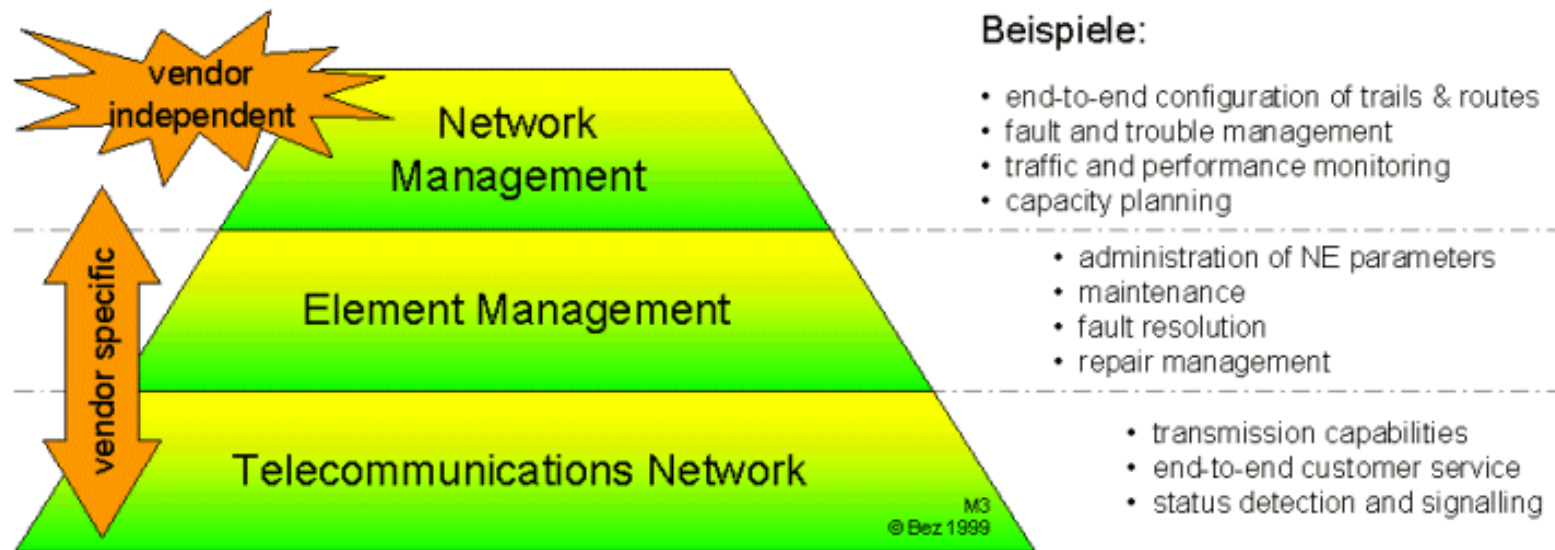 Beispiele:
vendor
independent
Network
Management
• end-to-end configuration of trails & routes
• fault and trouble management
• traffic and performance monitoring
• capacity planning
vendor specific
Element Management
• administration of NE parameters
• maintenance
• fault resolution
• repair management
Telecommunications Network
• transmission capabilities
• end-to-end customer service
• status detection and signalling
M3
© Bez 1999